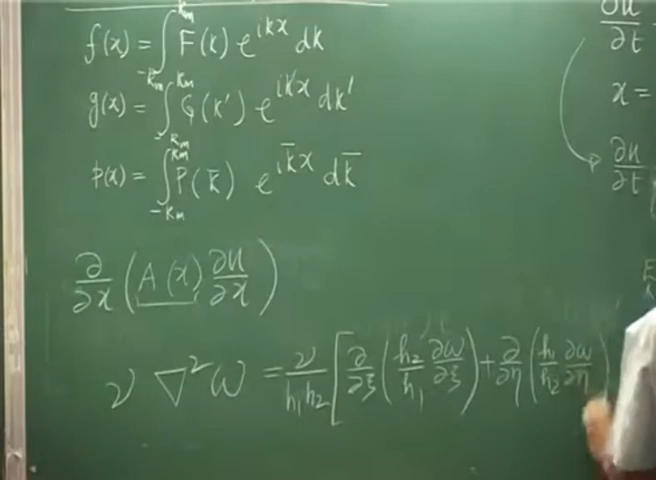 f(x) = ∫_{-k_m}^{k_m} F(k) e^{ikx} dk
g(x) = ∫_{-k_m}^{k_m} G(k') e^{ik'x} dk'
p(x) = ∫_{-k_m}^{k_m} P(k̄) e^{ik̄x} dk̄
∂/∂x (A(x) ∂u/∂x)
ν ∇²ω = ν/(h₁h₂) [∂/∂ξ (h₂/h₁ ∂ω/∂ξ) + ∂/∂η (h₁/h₂ ∂ω/∂η)
∂u/∂t
x =
∂u/∂t